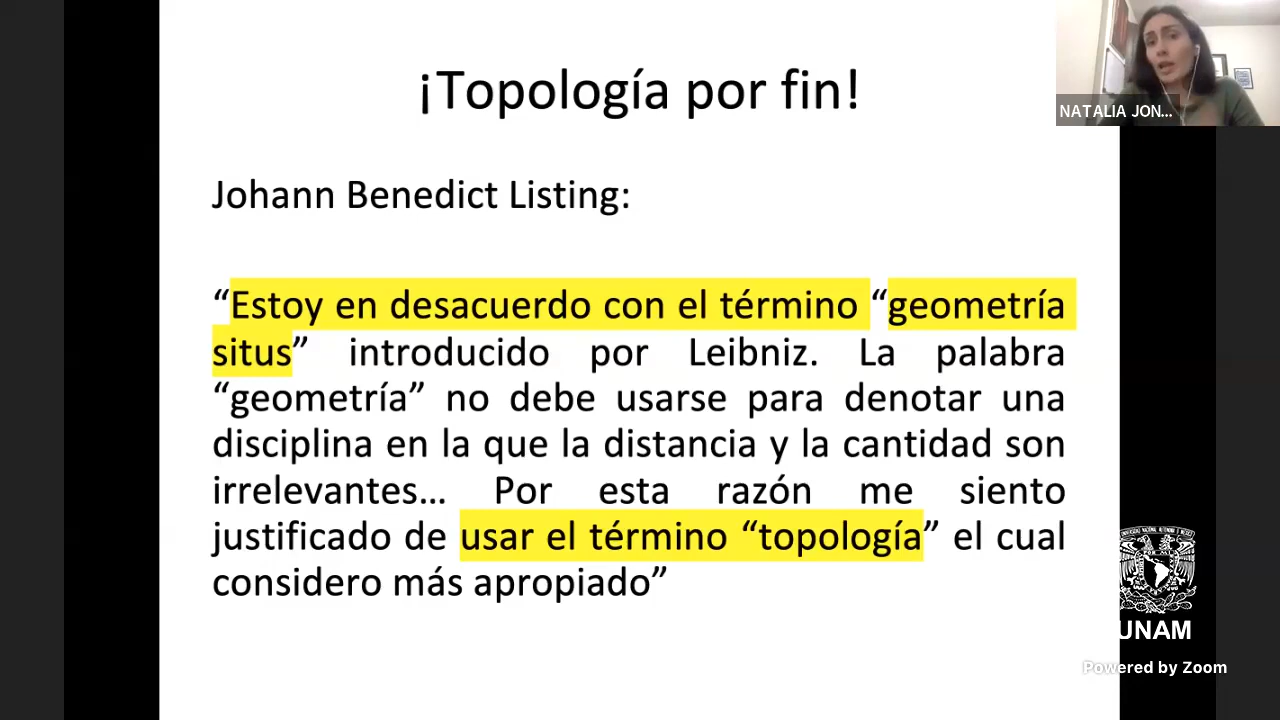 ¡Topología por fin!
NATALIA JON...
Johann Benedict Listing:
“Estoy en desacuerdo con el término “geometría
situs” introducido por Leibniz. La palabra
“geometría” no debe usarse para denotar una
disciplina en la que la distancia y la cantidad son
irrelevantes… Por esta razón me siento
justificado de usar el término “topología” el cual
considero más apropiado”
UNAM
Powered by Zoom